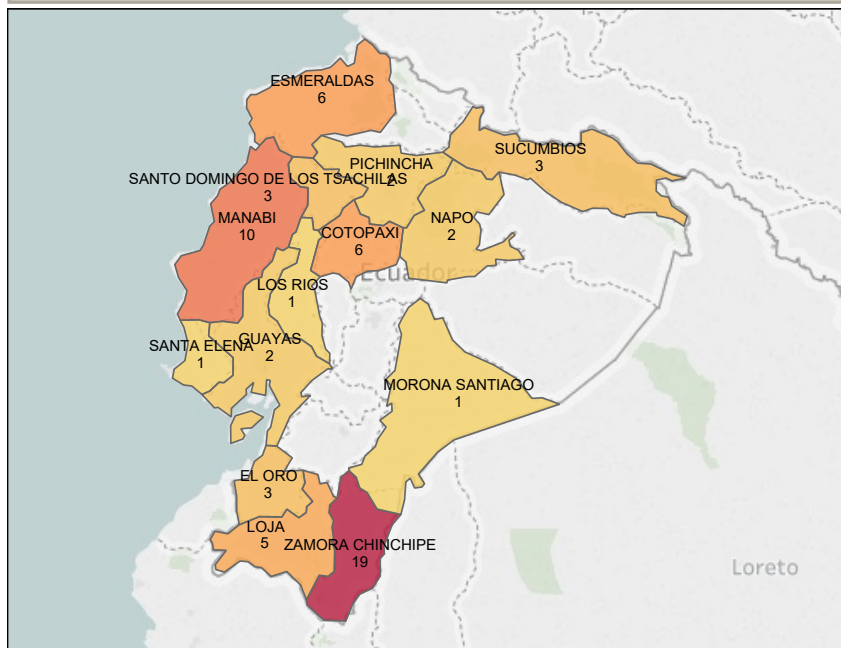 ESMERALDAS
6
SUCUMBIOS
3
PICHINCHA
2
SANTO DOMINGO DE LOS TSACHILAS
3
MANABI
10
COTOPAXI
6
NAPO
2
Ecuador
LOS RIOS
1
GUAYAS
2
SANTA ELENA
1
MORONA SANTIAGO
1
EL ORO
3
LOJA
5
ZAMORA CHINCHIPE
19
Loreto